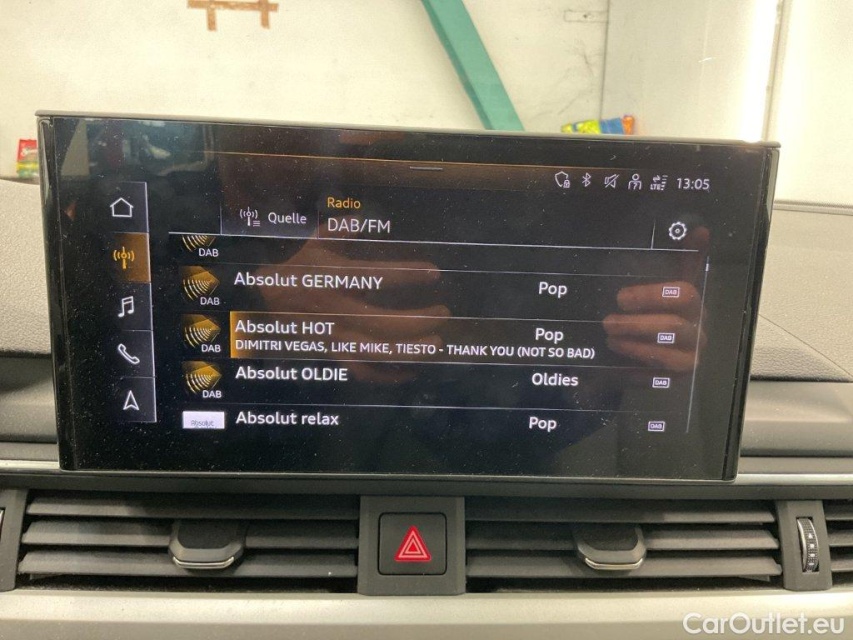 LTE
13:05
Quelle
Radio
DAB/FM
DAB
Absolut GERMANY
Pop
DAB
DAB
Absolut HOT
Pop
DAB
DAB
DIMITRI VEGAS, LIKE MIKE, TIESTO - THANK YOU (NOT SO BAD)
Absolut OLDIE
Oldies
DAB
DAB
Absolut
Absolut relax
Pop
DAB
CarOutlet.eu